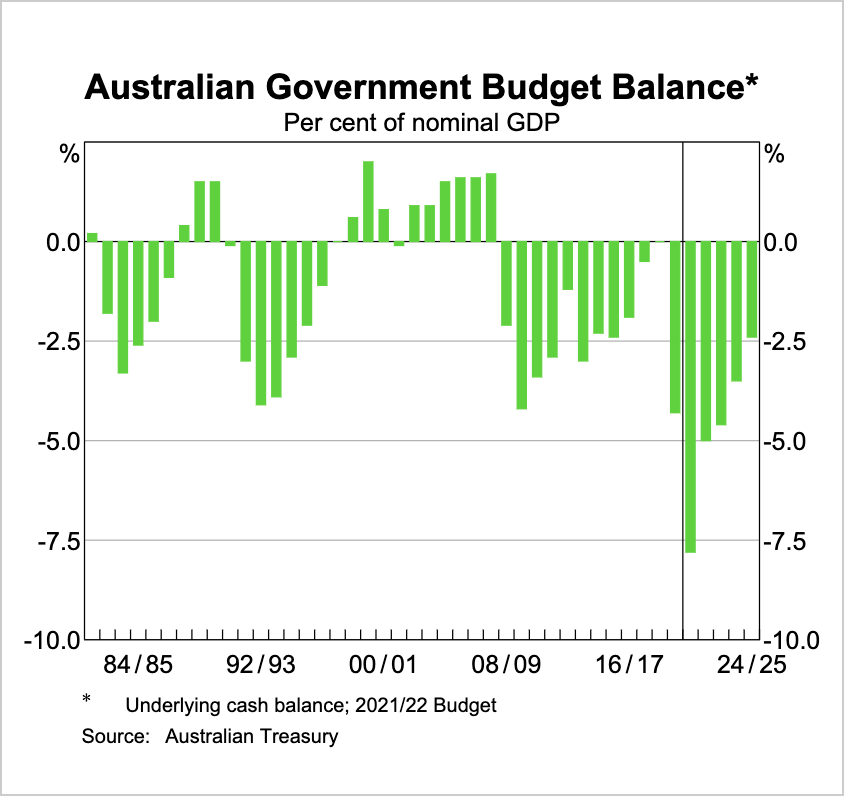 Australian Government Budget Balance*
Per cent of nominal GDP
% %
0.0 0.0
-2.5 -2.5
-5.0 -5.0
-7.5 -7.5
-10.0 -10.0
84/85 92/93 00/01 08/09 16/17 24/25
* Underlying cash balance; 2021/22 Budget
Source: Australian Treasury